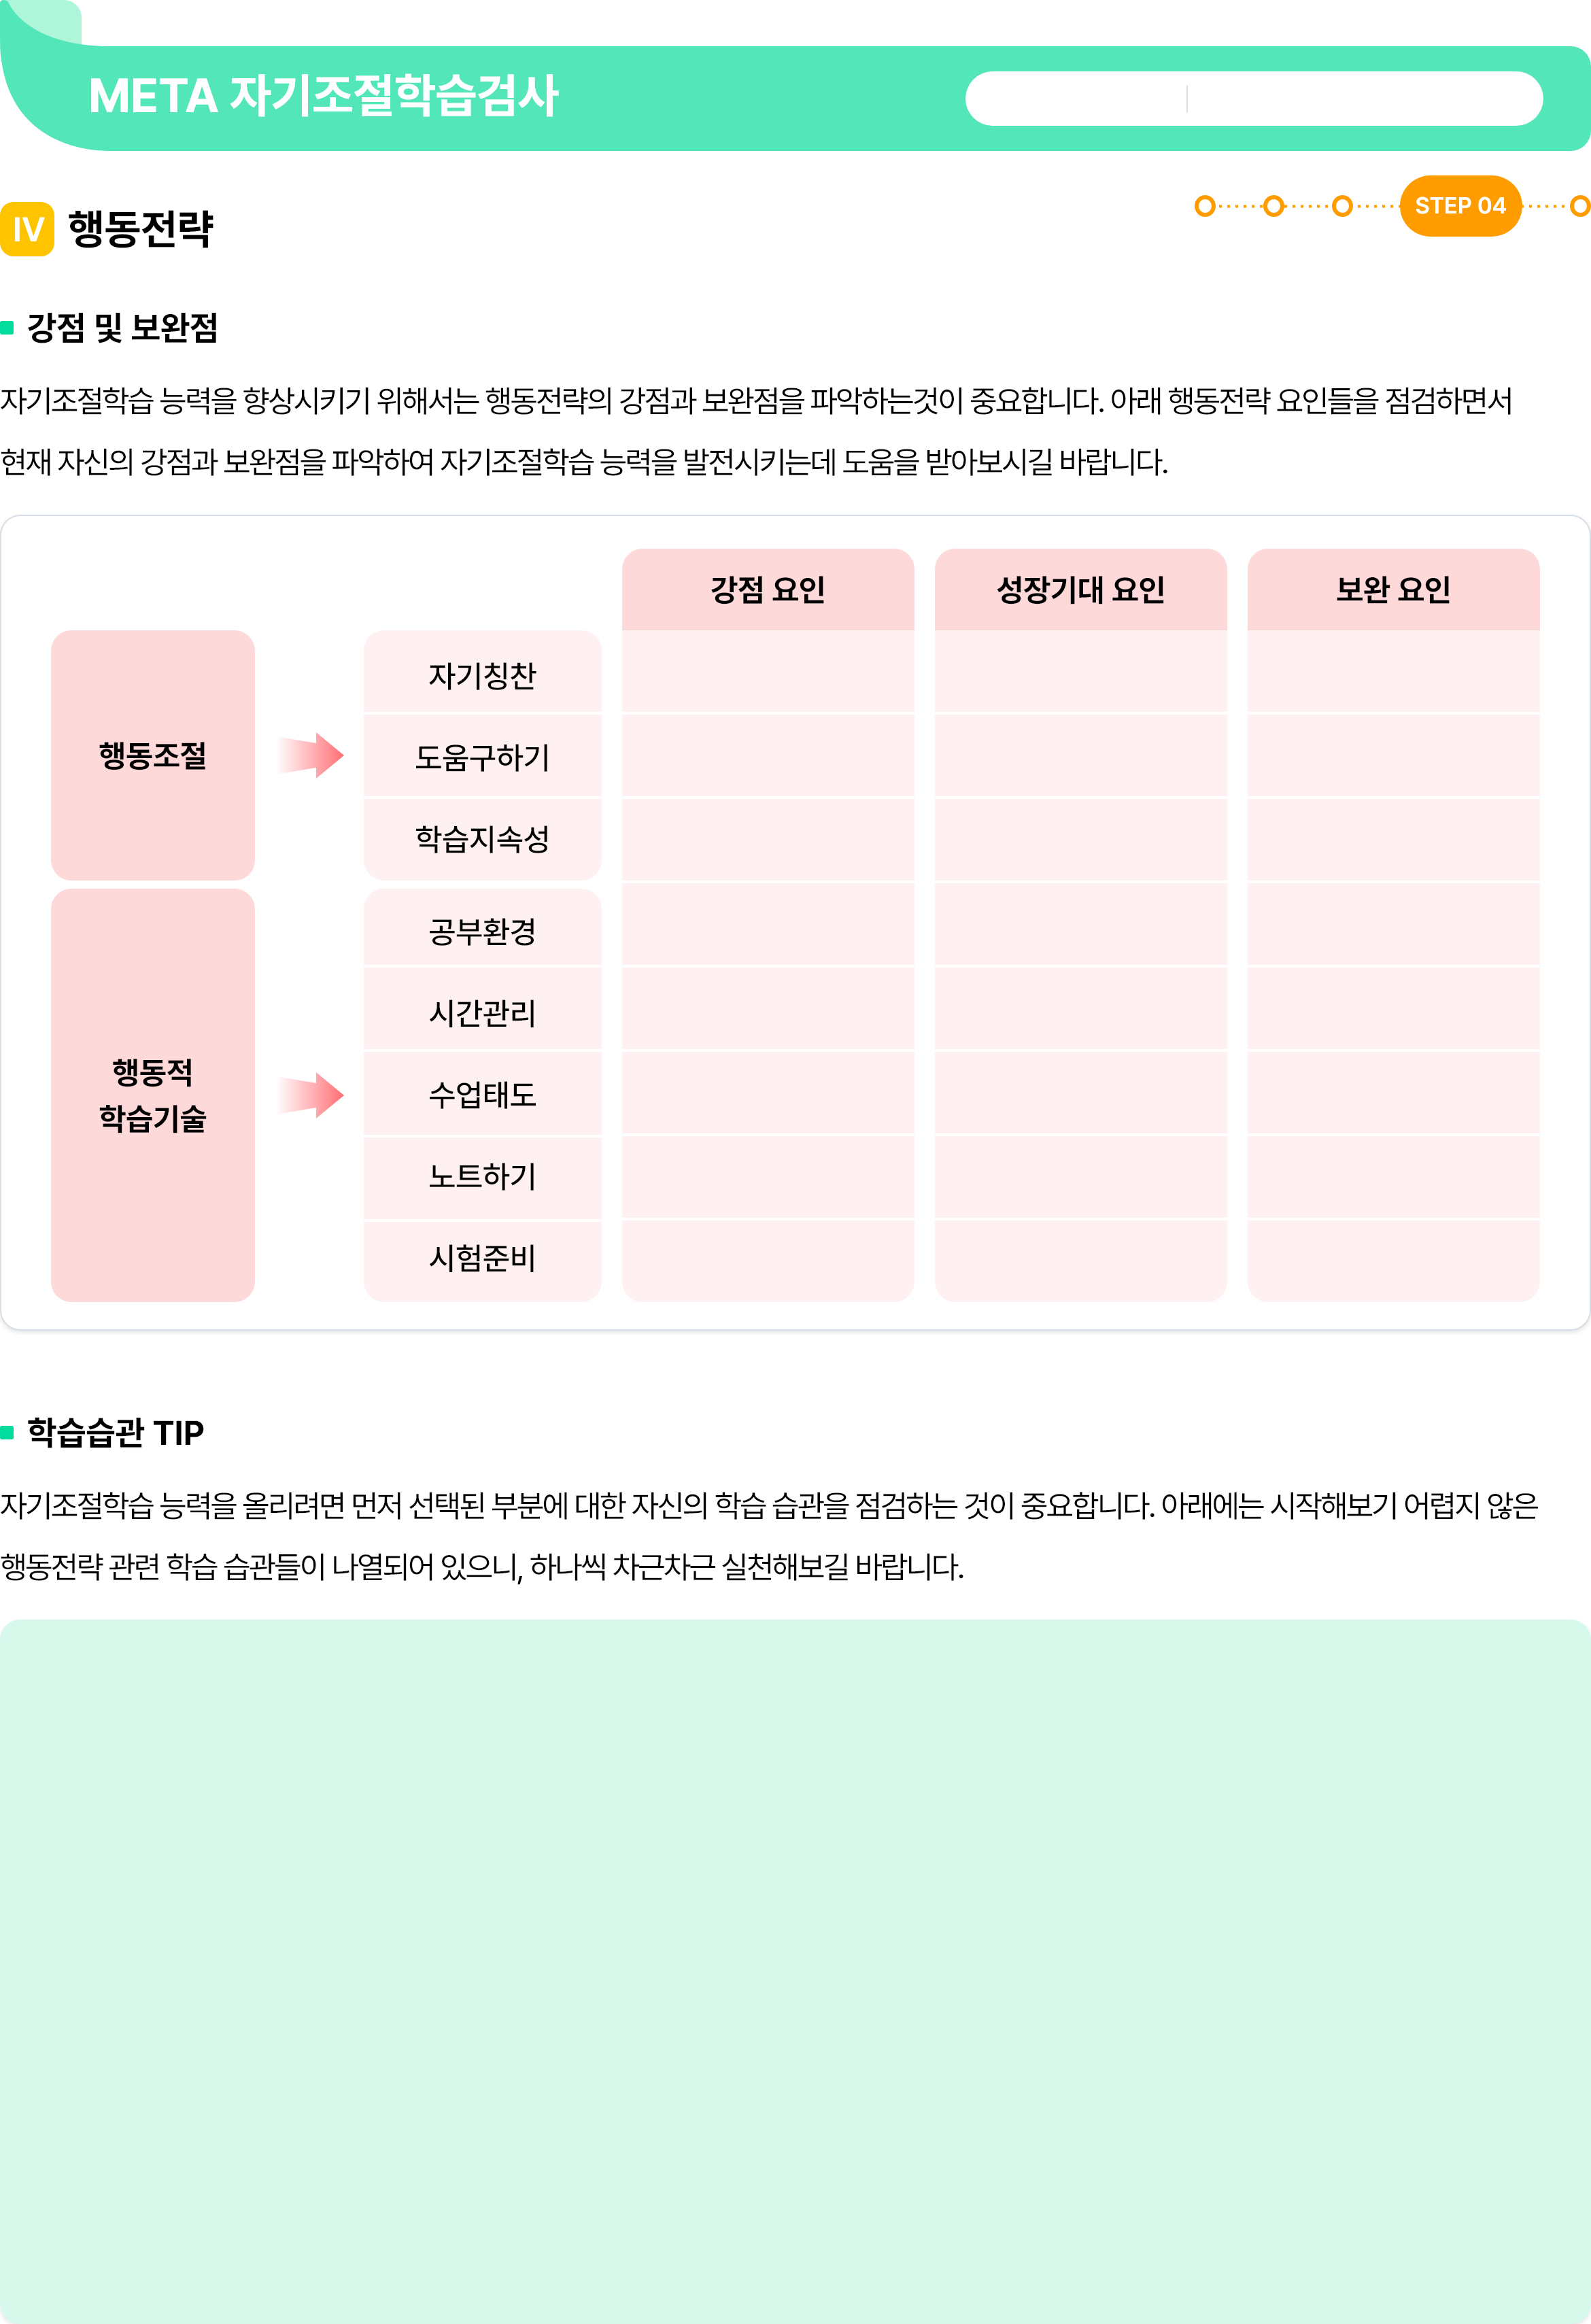 META 자기조절학습검사
STEP 04
IV 행동전략
강점 및 보완점
자기조절학습 능력을 향상시키기 위해서는 행동전략의 강점과 보완점을 파악하는것이 중요합니다. 아래 행동전략 요인들을 점검하면서
현재 자신의 강점과 보완점을 파악하여 자기조절학습 능력을 발전시키는데 도움을 받아보시길 바랍니다.
강점 요인 성장기대 요인 보완 요인
행동조절
자기칭찬
도움구하기
학습지속성
행동적
학습기술
공부환경
시간관리
수업태도
노트하기
시험준비
학습습관 TIP
자기조절학습 능력을 올리려면 먼저 선택된 부분에 대한 자신의 학습 습관을 점검하는 것이 중요합니다. 아래에는 시작해보기 어렵지 않은
행동전략 관련 학습 습관들이 나열되어 있으니, 하나씩 차근차근 실천해보길 바랍니다.